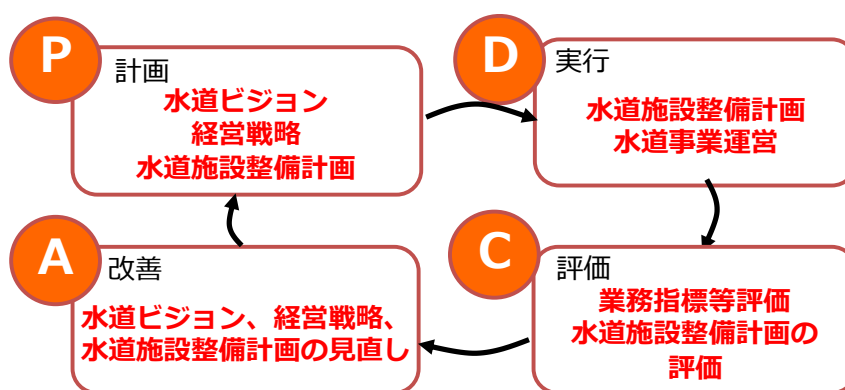 P
計画
水道ビジョン
経営戦略
水道施設整備計画
D
実行
水道施設整備計画
水道事業運営
A
改善
水道ビジョン、経営戦略、
水道施設整備計画の見直し
C
評価
業務指標等評価
水道施設整備計画の
評価